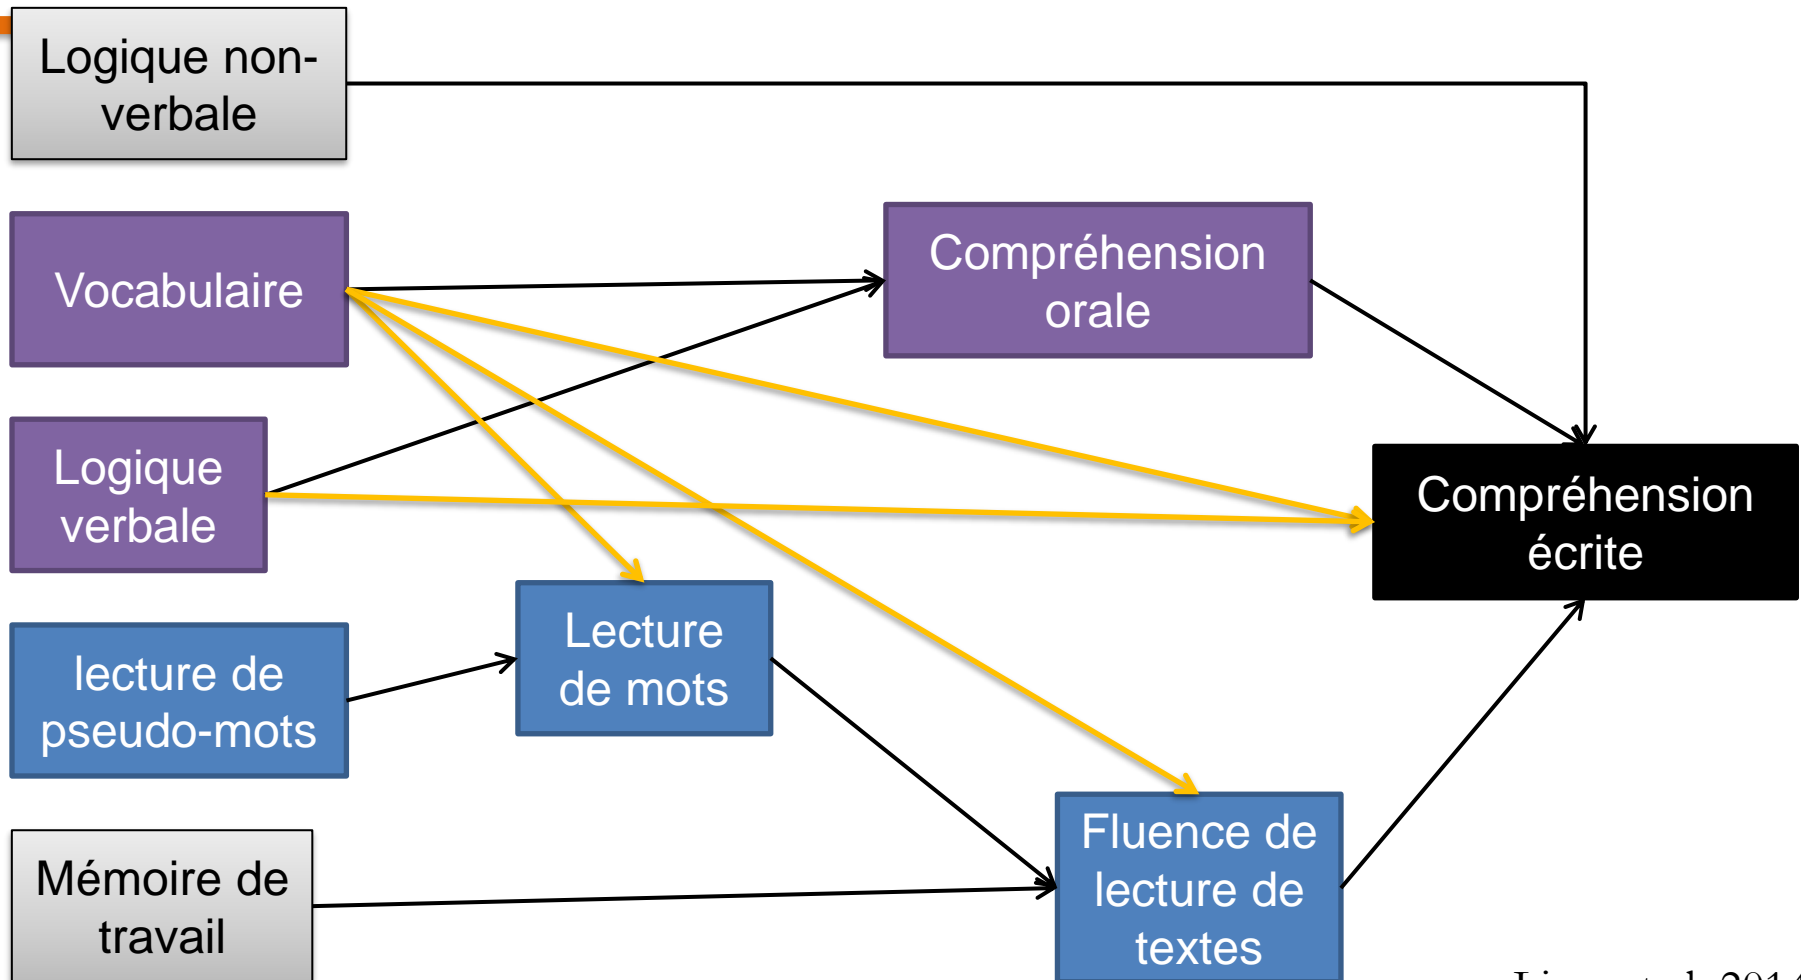 Logique non-
verbale
Vocabulaire
Compréhension
orale
Logique
verbale
Compréhension
écrite
lecture de
pseudo-mots
Lecture
de mots
Mémoire de
travail
Fluence de
lecture de
textes
2014